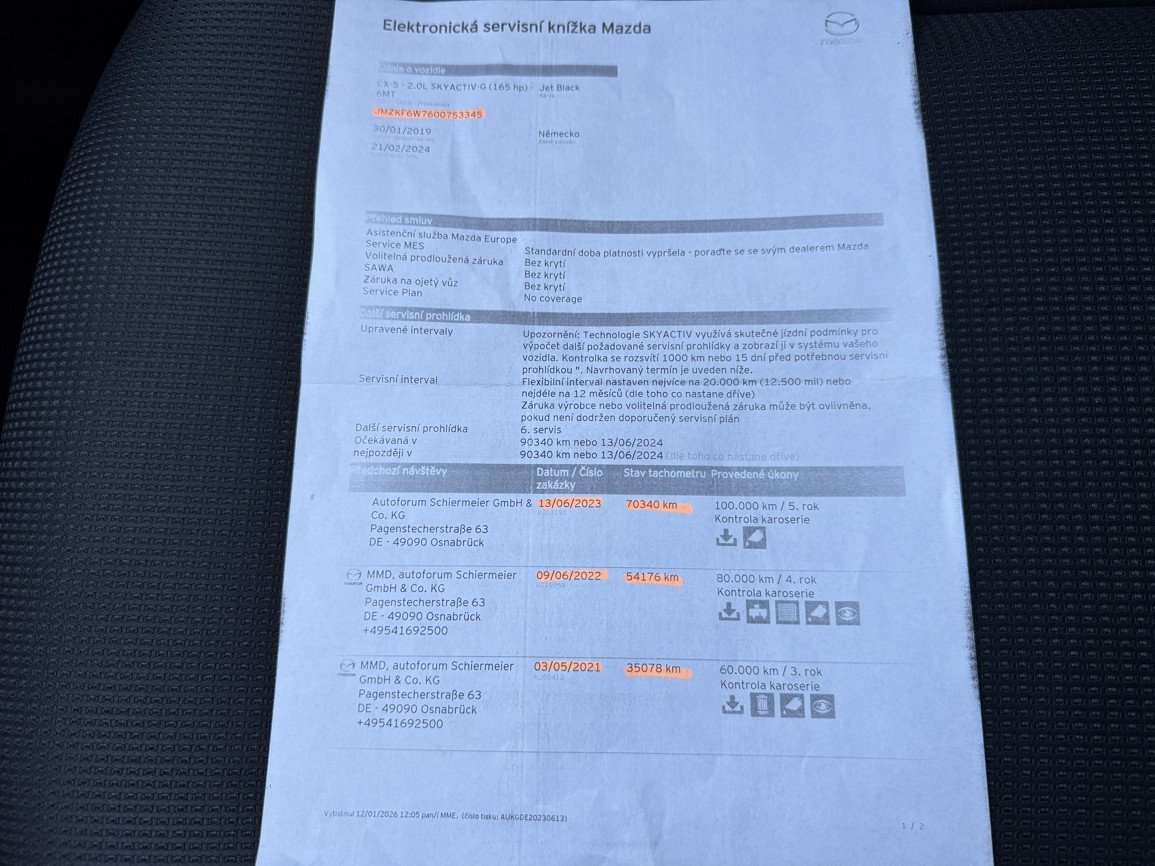 Elektronická servisní knížka Mazda
Údaje o vozidle
CX-5 - 2.0L SKYACTIV-G (165 hp) - Jet Black
6MT
JMZKF6W7600753345
30/01/2019 Německo
21/02/2024
Přehled smluv
Asistenční služba Mazda Europe
Service MES Standardní doba platnosti vypršela - poraďte se se svým dealerem Mazda
Volitelná prodloužená záruka Bez krytí
SAWA Bez krytí
Záruka na ojetý vůz Bez krytí
Service Plan No coverage
Další servisní prohlídka
Upravené intervaly Upozornění: Technologie SKYACTIV využívá skutečné jízdní podmínky pro
výpočet další požadované servisní prohlídky a zobrazí ji v systému vašeho
vozidla. Kontrolka se rozsvítí 1000 km nebo 15 dní před potřebnou servisní
prohlídkou ". Navrhovaný termín je uveden níže.
Servisní interval Flexibilní interval nastaven nejvíce na 20.000 km (12.500 mil) nebo
nejdéle na 12 měsíců (dle toho co nastane dříve)
Záruka výrobce nebo volitelná prodloužená záruka může být ovlivněna,
pokud není dodržen doporučený servisní plán
Další servisní prohlídka 6. servis
Očekávaná v 90340 km nebo 13/06/2024
nejpozději v 90340 km nebo 13/06/2024 (dle toho co nastane dříve)
Předchozí návštěvy Datum / Číslo zakázky Stav tachometru Provedené úkony
Autoforum Schiermeier GmbH & 13/06/2023 70340 km 100.000 km / 5. rok
Co. KG Kontrola karoserie
Pagenstecherstraße 63
DE - 49090 Osnabrück
MMD, autoforum Schiermeier 09/06/2022 54176 km 80.000 km / 4. rok
GmbH & Co. KG Kontrola karoserie
Pagenstecherstraße 63
DE - 49090 Osnabrück
+49541692500
MMD, autoforum Schiermeier 03/05/2021 35078 km 60.000 km / 3. rok
GmbH & Co. KG Kontrola karoserie
Pagenstecherstraße 63
DE - 49090 Osnabrück
+49541692500
Vytisknul 12/01/2026 12:05 pan/í MME. (číslo tisku: AUKGDE20230613)
1 / 2